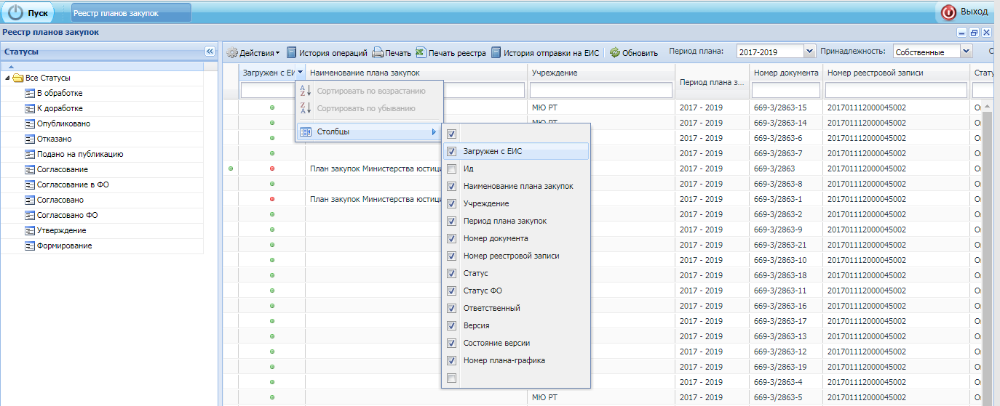 Пуск
Реестр планов закупок
Выход
Реестр планов закупок
Статусы
Все Статусы
В обработке
К доработке
Опубликовано
Отказано
Подано на публикацию
Согласование
Согласование в ФО
Согласовано
Согласовано ФО
Утверждение
Формирование
Действия История операций Печать Печать реестра История отправки на ЕИС Обновить Период плана: 2017-2019 Принадлежность: Собственные
Загружен с Наименование плана закупок Учреждение Период плана з... Номер документа Номер реестровой записи Стату
Сортировать по возрастанию
Сортировать по убыванию
Столбцы
Загружен с ЕИС
Ид
Наименование плана закупок
Учреждение
Период плана закупок
Номер документа
Номер реестровой записи
Статус
Статус ФО
Ответственный
Версия
Состояние версии
Номер плана-графика
МЮ РТ 2017 - 2019 669-3/2863-15 201701112000045002
МЮ РТ 2017 - 2019 669-3/2863-14 201701112000045002
2017 - 2019 669-3/2863-6 201701112000045002
2017 - 2019 669-3/2863-7 201701112000045002
План закупок Министерства юстици 2017 - 2019 669-3/2863 201701112000045002
2017 - 2019 669-3/2863-8 201701112000045002
План закупок Министерства юстици 2017 - 2019 669-3/2863-1 201701112000045002
2017 - 2019 669-3/2863-2 201701112000045002
2017 - 2019 669-3/2863-9 201701112000045002
2017 - 2019 669-3/2863-21 201701112000045002
2017 - 2019 669-3/2863-10 201701112000045002
2017 - 2019 669-3/2863-18 201701112000045002
2017 - 2019 669-3/2863-11 201701112000045002
2017 - 2019 669-3/2863-16 201701112000045002
2017 - 2019 669-3/2863-17 201701112000045002
2017 - 2019 669-3/2863-13 201701112000045002
2017 - 2019 669-3/2863-12 201701112000045002
2017 - 2019 669-3/2863-19 201701112000045002
2017 - 2019 669-3/2863-4 201701112000045002
МЮ РТ 2017 - 2019 669-3/2863-5 201701112000045002